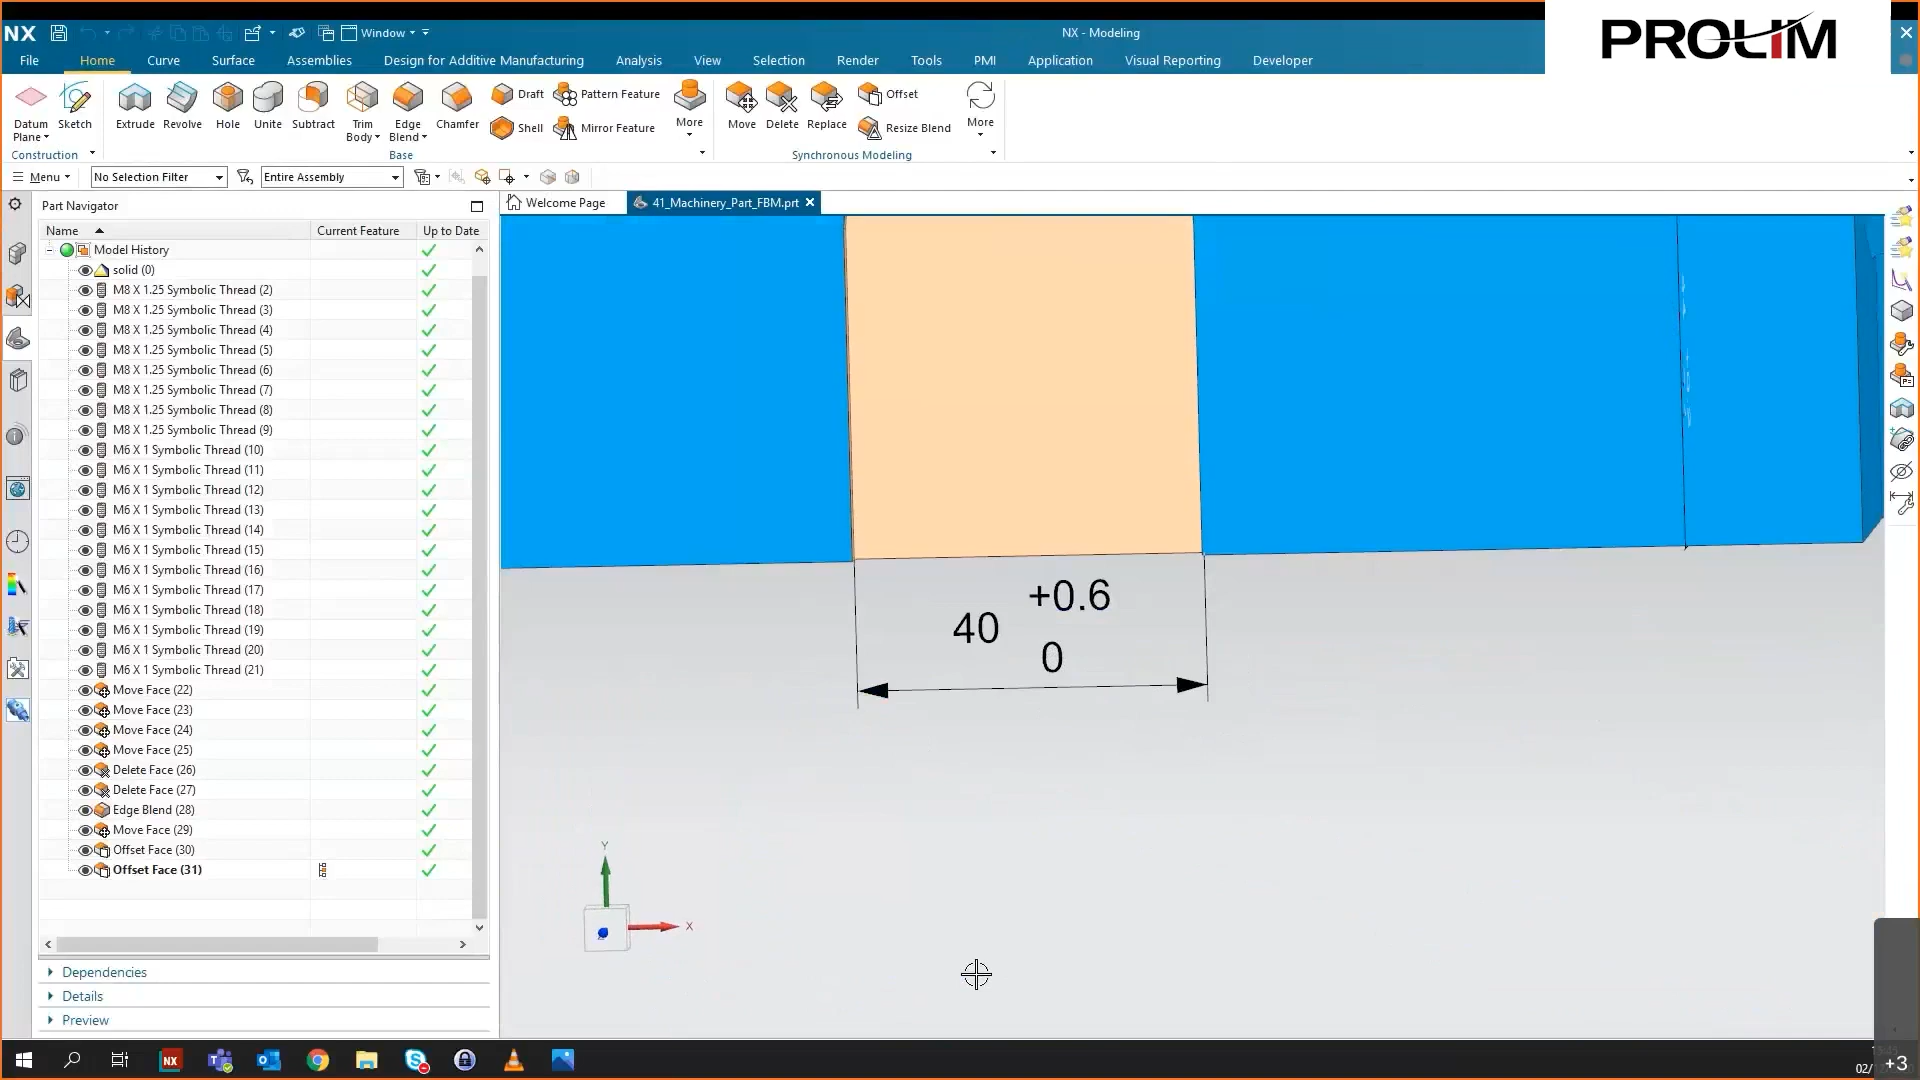 NX
Window
NX - Modeling
PROLIM
File
Home
Curve
Surface
Assemblies
Design for Additive Manufacturing
Analysis
View
Selection
Render
Tools
PMI
Application
Visual Reporting
Developer
Datum Plane
Sketch
Extrude
Revolve
Hole
Unite
Subtract
Trim Body
Edge Blend
Chamfer
Draft
Shell
Pattern Feature
Mirror Feature
More
Move
Delete
Replace
Offset
Resize Blend
More
Construction
Base
Synchronous Modeling
Menu
No Selection Filter
Entire Assembly
Part Navigator
Welcome Page
41_Machinery_Part_FBM.prt
Name
Current Feature
Up to Date
Model History
solid (0)
M8 X 1.25 Symbolic Thread (2)
M8 X 1.25 Symbolic Thread (3)
M8 X 1.25 Symbolic Thread (4)
M8 X 1.25 Symbolic Thread (5)
M8 X 1.25 Symbolic Thread (6)
M8 X 1.25 Symbolic Thread (7)
M8 X 1.25 Symbolic Thread (8)
M8 X 1.25 Symbolic Thread (9)
M6 X 1 Symbolic Thread (10)
M6 X 1 Symbolic Thread (11)
M6 X 1 Symbolic Thread (12)
M6 X 1 Symbolic Thread (13)
M6 X 1 Symbolic Thread (14)
M6 X 1 Symbolic Thread (15)
M6 X 1 Symbolic Thread (16)
M6 X 1 Symbolic Thread (17)
M6 X 1 Symbolic Thread (18)
M6 X 1 Symbolic Thread (19)
M6 X 1 Symbolic Thread (20)
M6 X 1 Symbolic Thread (21)
Move Face (22)
Move Face (23)
Move Face (24)
Move Face (25)
Delete Face (26)
Delete Face (27)
Edge Blend (28)
Move Face (29)
Offset Face (30)
Offset Face (31)
Dependencies
Details
Preview
+0.6
40
0
Y
X
NX
02/
+3